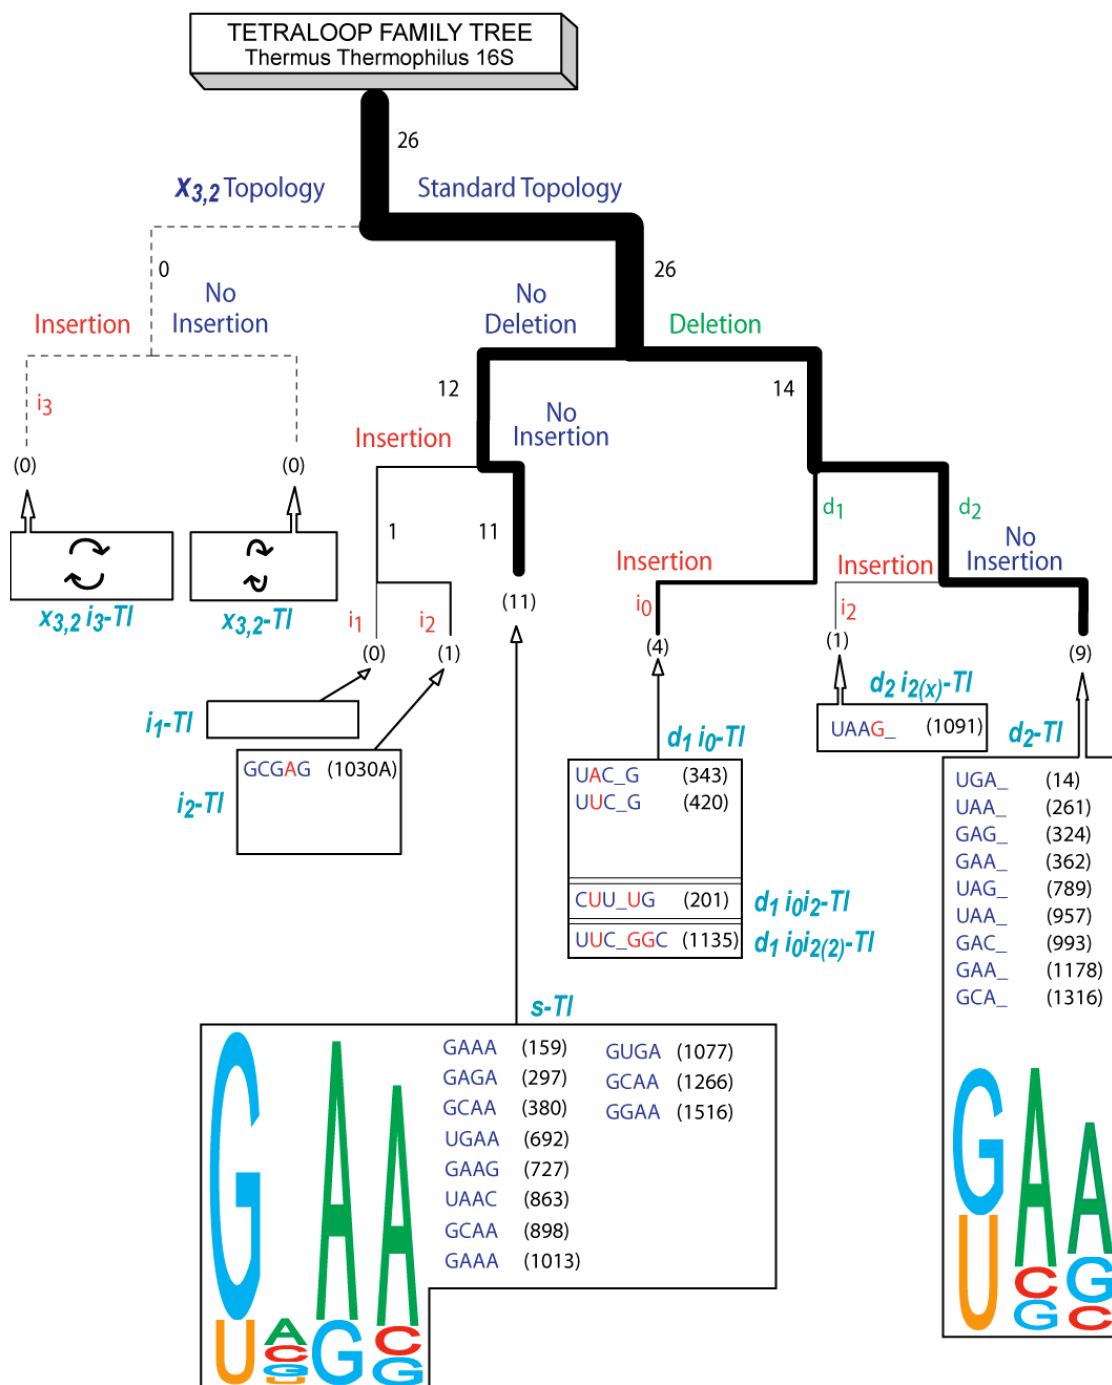 TETRALOOP FAMILY TREE
Thermus Thermophilus 16S
26
X3,2 Topology
Standard Topology
0
26
Insertion
No
Insertion
No
Deletion
Deletion
i3
12
14
Insertion
No
Insertion
(0)
(0)
1
11
d1
d2
Insertion
Insertion
No
Insertion
x3,2 i3-TI
x3,2-TI
i1
i2
(11)
i0
i2
(0)
(1)
(4)
(1)
(9)
i1-TI
d2 i2(x)-TI
UAAG_ (1091)
d1 i0-TI
d2-TI
GCGAG (1030A)
i2-TI
UAC_G (343)
UUC_G (420)
CUU_UG (201)
d1 i0i2-TI
UUC_GGC (1135)
d1 i0i2(2)-TI
UGA_ (14)
UAA_ (261)
GAG_ (324)
GAA_ (362)
UAG_ (789)
UAA_ (957)
GAC_ (993)
GAA_ (1178)
GCA_ (1316)
s-TI
GAAA (159)
GAGA (297)
GCAA (380)
UGAA (692)
GAAG (727)
UAAC (863)
GCAA (898)
GAAA (1013)
GUGA (1077)
GCAA (1266)
GGAA (1516)
G A A
U A C G U G C G
G A A
U C G G C